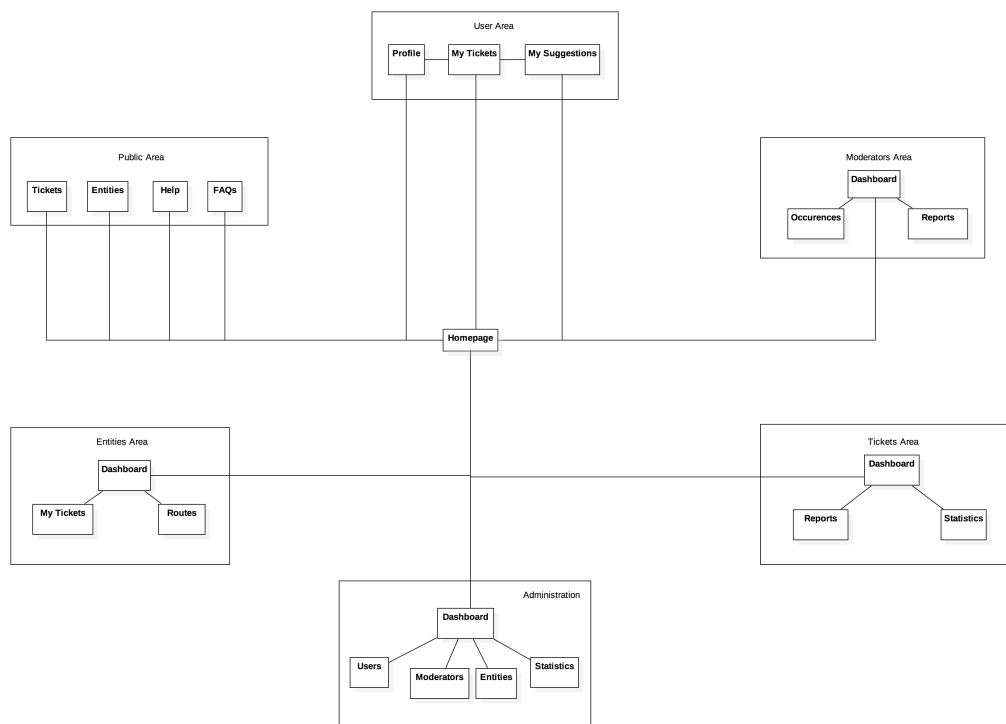 User Area
Profile
My Tickets
My Suggestions
Public Area
Tickets
Entities
Help
FAQs
Moderators Area
Dashboard
Occurences
Reports
Homepage
Entities Area
Dashboard
My Tickets
Routes
Tickets Area
Dashboard
Reports
Statistics
Administration
Dashboard
Users
Moderators
Entities
Statistics